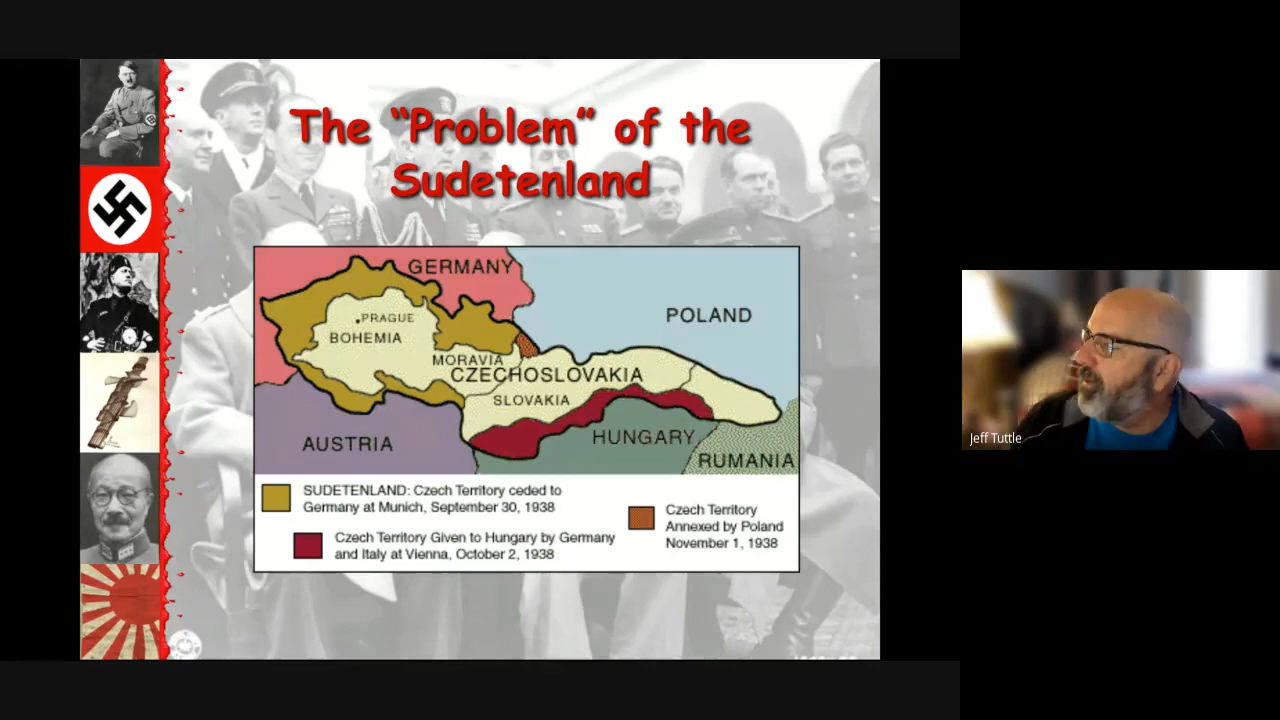 The “Problem” of the
Sudetenland
GERMANY
POLAND
PRAGUE
BOHEMIA
MORAVIA
CZECHOSLOVAKIA
SLOVAKIA
AUSTRIA
HUNGARY
RUMANIA
SUDETENLAND: Czech Territory ceded to
Germany at Munich, September 30, 1938
Czech Territory Given to Hungary by Germany
and Italy at Vienna, October 2, 1938
Czech Territory
Annexed by Poland
November 1, 1938
Jeff Tuttle